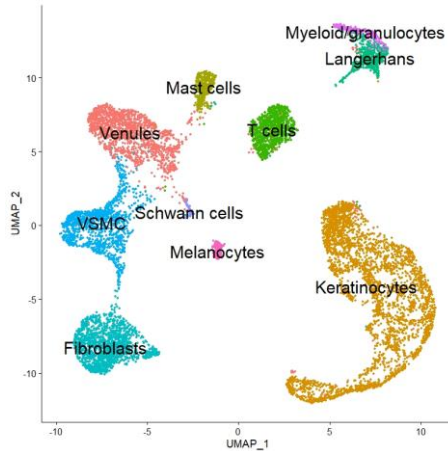 Myeloid/granulocytes
Langerhans
Mast cells
Venules
T cells
Schwann cells
VSMC
Melanocytes
Keratinocytes
Fibroblasts
UMAP_2
10
5
0
-5
-10
-10
-5
0
5
10
UMAP_1